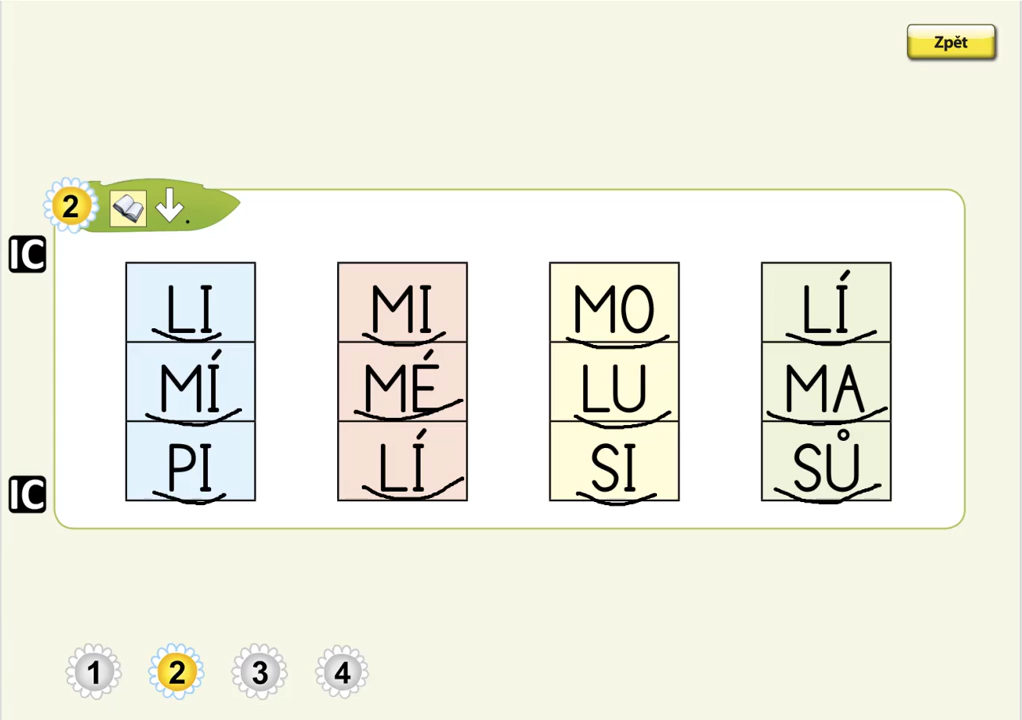 Zpět
2 .
IC
LI MI MO LÍ
MÍ MÉ LU MA
PI LÍ SI SŮ
IC
1 2 3 4